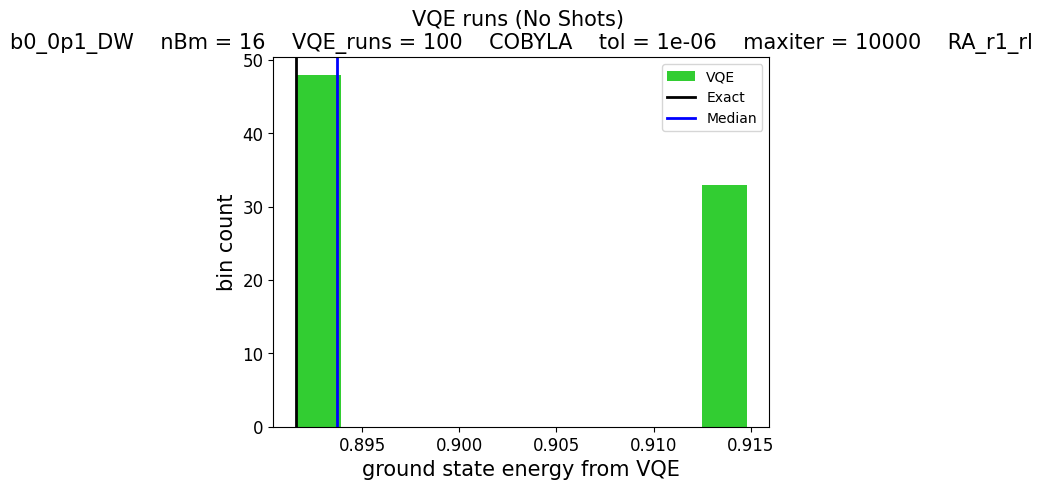 VQE runs (No Shots)
b0_0p1_DW nBm = 16 VQE_runs = 100 COBYLA tol = 1e-06 maxiter = 10000 RA_r1_rl
50
40
30
20
10
0
bin count
VQE
Exact
Median
0.895 0.900 0.905 0.910 0.915
ground state energy from VQE